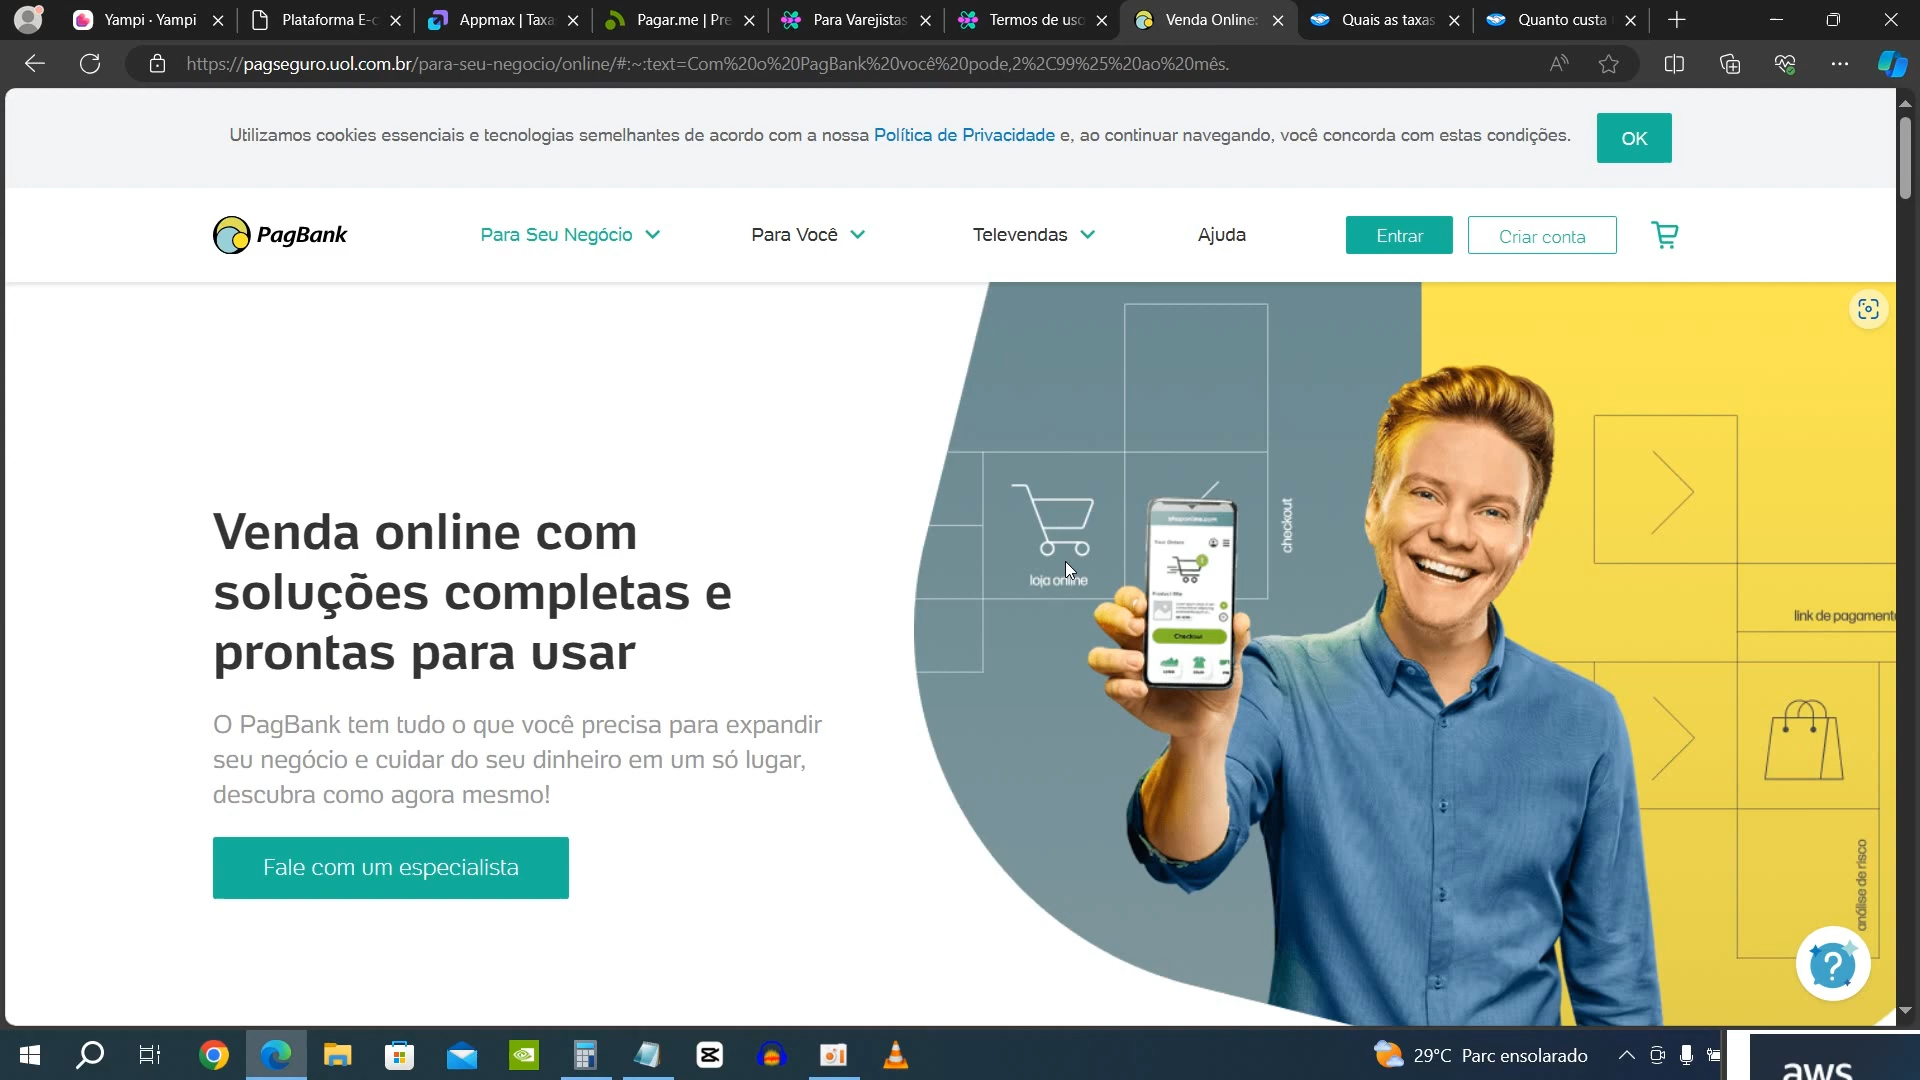 Yampi · Yampi
Plataforma E-c
Appmax | Taxa
Pagar.me | Pre
Para Varejistas
Termos de uso
Venda Online:
Quais as taxas
Quanto custa
https://pagseguro.uol.com.br/para-seu-negocio/online/#:~:text=Com%20o%20PagBank%20você%20pode,2%2C99%25%20ao%20mês.
Utilizamos cookies essenciais e tecnologias semelhantes de acordo com a nossa Política de Privacidade e, ao continuar navegando, você concorda com estas condições.
OK
PagBank
Para Seu Negócio
Para Você
Televendas
Ajuda
Entrar
Criar conta
Venda online com
soluções completas e
prontas para usar
O PagBank tem tudo o que você precisa para expandir
seu negócio e cuidar do seu dinheiro em um só lugar,
descubra como agora mesmo!
Fale com um especialista
loja online
checkout
Your Orders
Checkout
link de pagament
análise de risco
29°C Parc ensolarado
aws